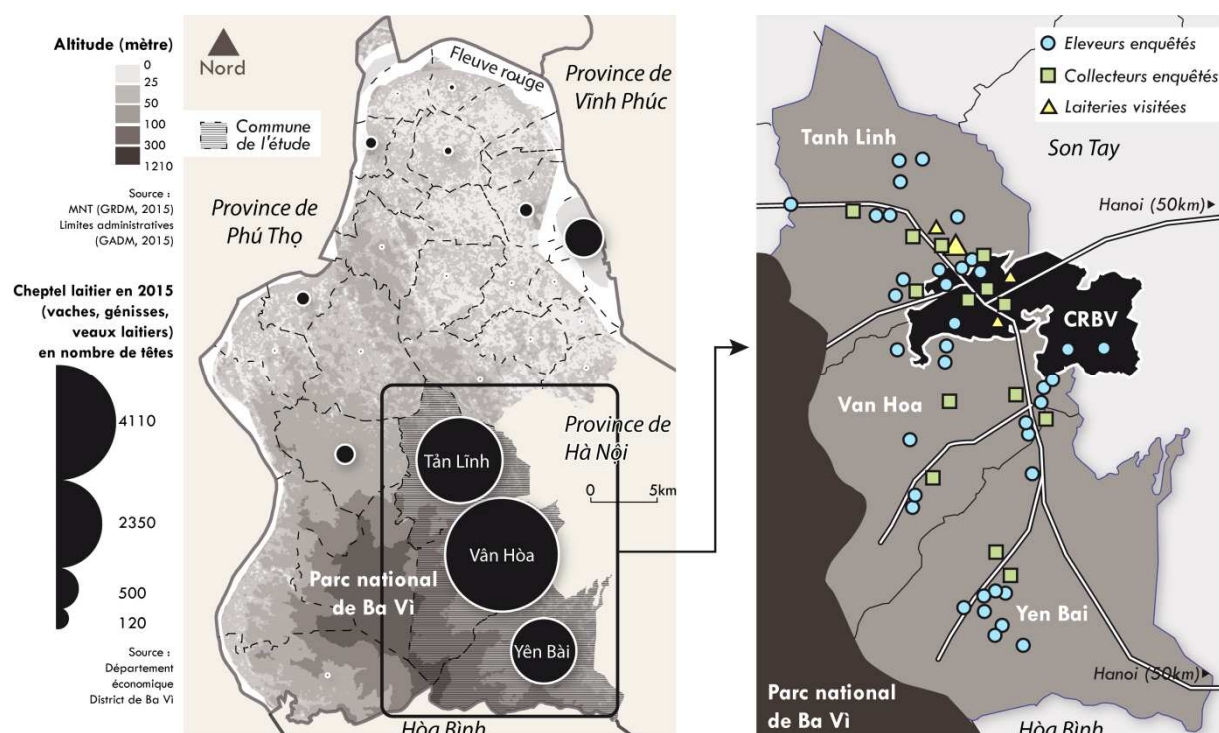 Altitude (mètre)
0
25
50
100
300
1210
Source :
MNT (GRDM, 2015)
Limites administratives
(GADM, 2015)
Cheptel laitier en 2015
(vaches, génisses,
veaux laitiers)
en nombre de têtes
4110
2350
500
120
Source :
Département
économique
District de Ba Vì
Nord
Commune
de l'étude
Fleuve rouge
Province de
Vĩnh Phúc
Province de
Phú Thọ
Province de
Hà Nội
0 5km
Tản Lĩnh
Vân Hòa
Yên Bài
Parc national
de Ba Vì
Hòa Bình
Eleveurs enquêtés
Collecteurs enquêtés
Laiteries visitées
Tanh Linh
Son Tay
Hanoi (50km)
CRBV
Van Hoa
Yen Bai
Hanoi (50km)
Parc national
de Ba Vì
Hòa Bình